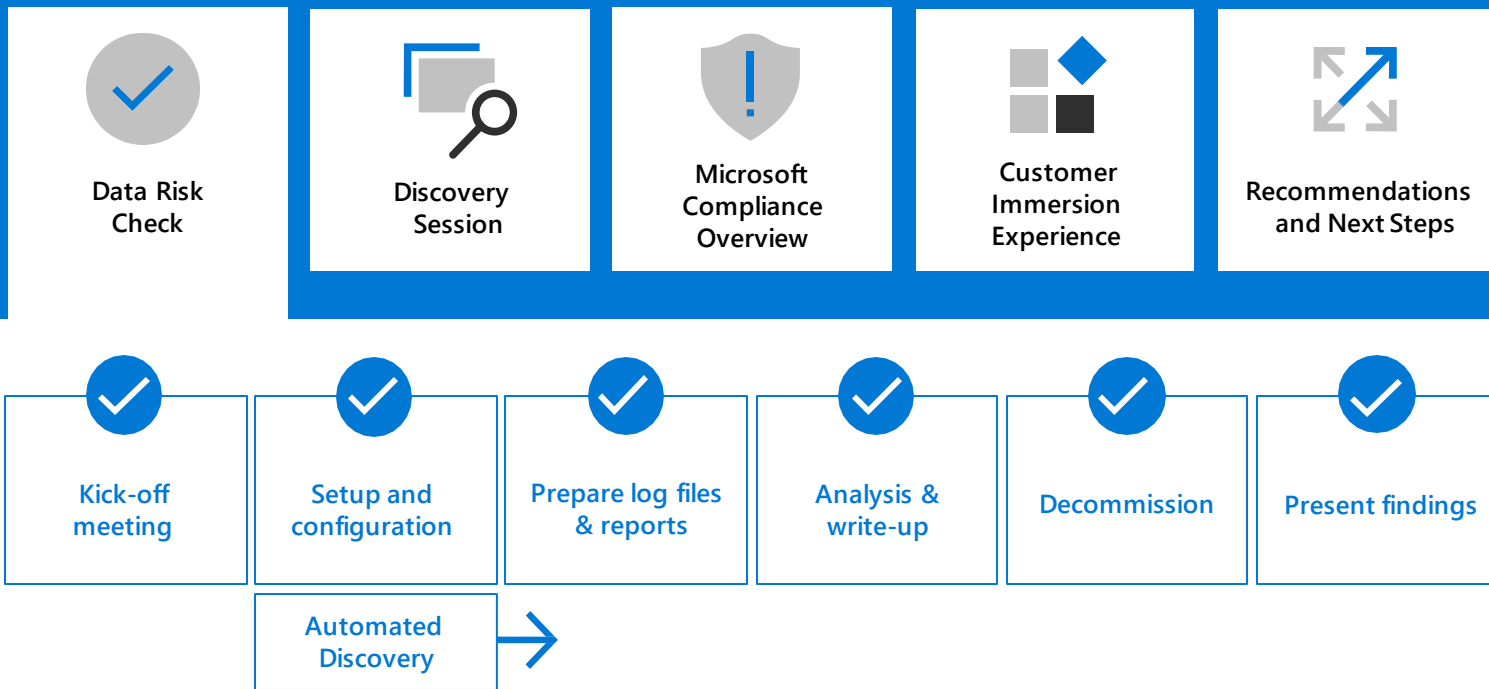 Data Risk
Check
Discovery
Session
Microsoft
Compliance
Overview
Customer
Immersion
Experience
Recommendations
and Next Steps
Kick-off
meeting
Setup and
configuration
Prepare log files
& reports
Analysis &
write-up
Decommission
Present findings
Automated
Discovery